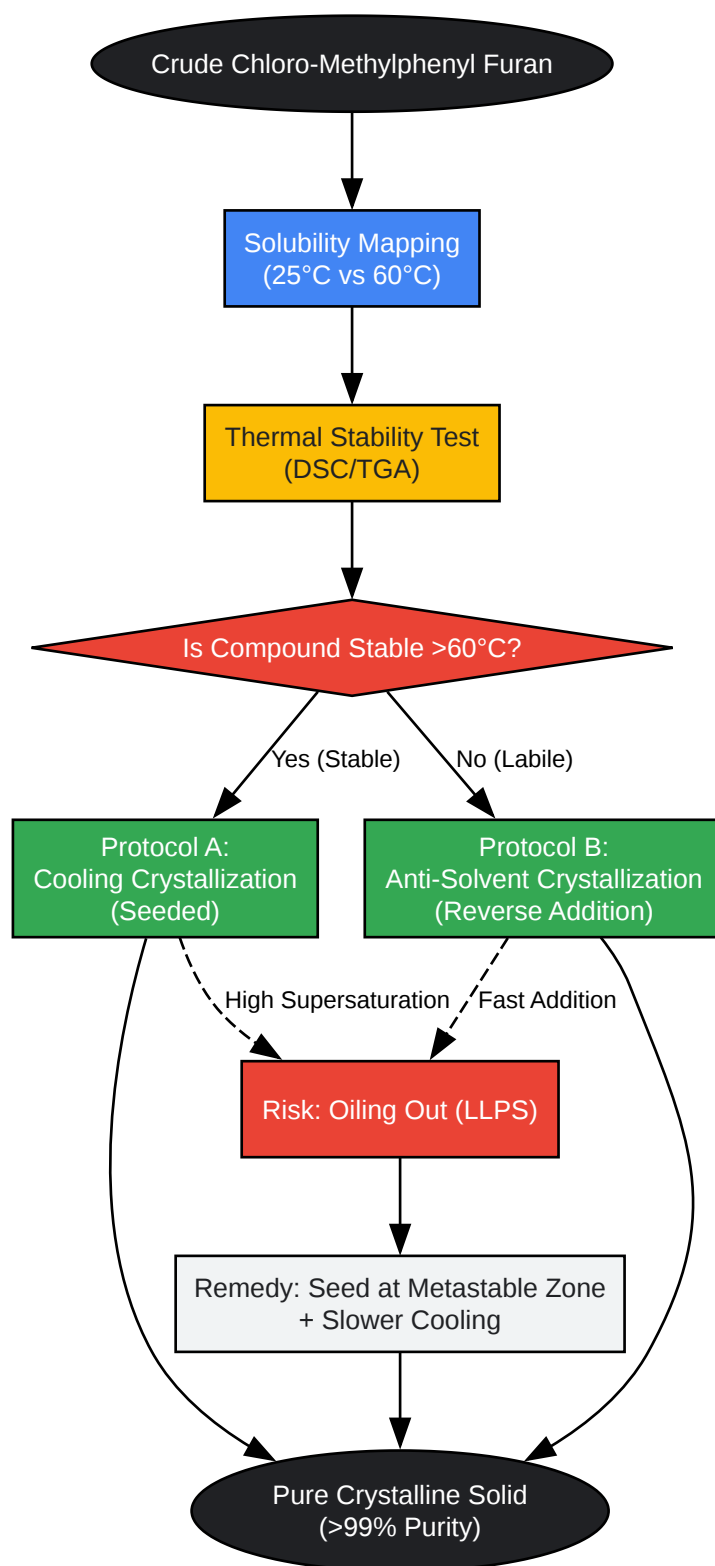 Crude Chloro-Methylphenyl Furan
Solubility Mapping
(25°C vs 60°C)
Thermal Stability Test
(DSC/TGA)
Is Compound Stable >60°C?
Yes (Stable)
No (Labile)
Protocol A:
Cooling Crystallization
(Seeded)
Protocol B:
Anti-Solvent Crystallization
(Reverse Addition)
High Supersaturation
Fast Addition
Risk: Oiling Out (LLPS)
Remedy: Seed at Metastable Zone
+ Slower Cooling
Pure Crystalline Solid
(>99% Purity)